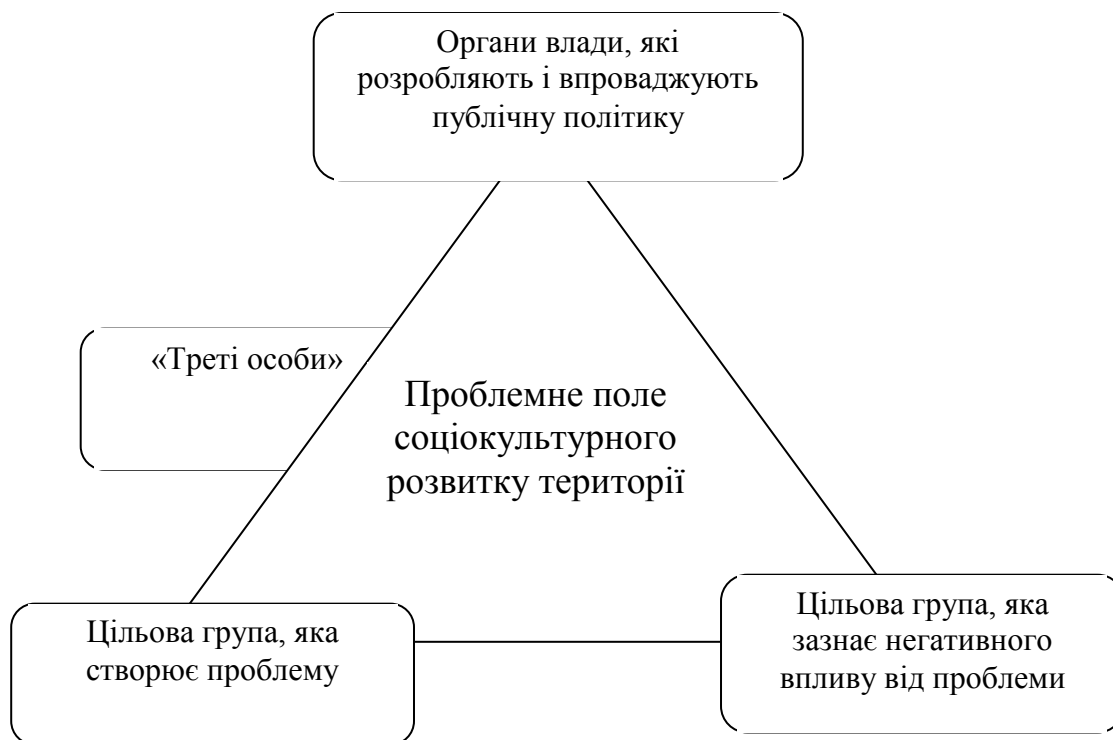 Органи влади, які
розробляють і впроваджують
публічну політику
«Треті особи»
Проблемне поле
соціокультурного
розвитку території
Цільова група, яка
створює проблему
Цільова група, яка
зазнає негативного
впливу від проблеми